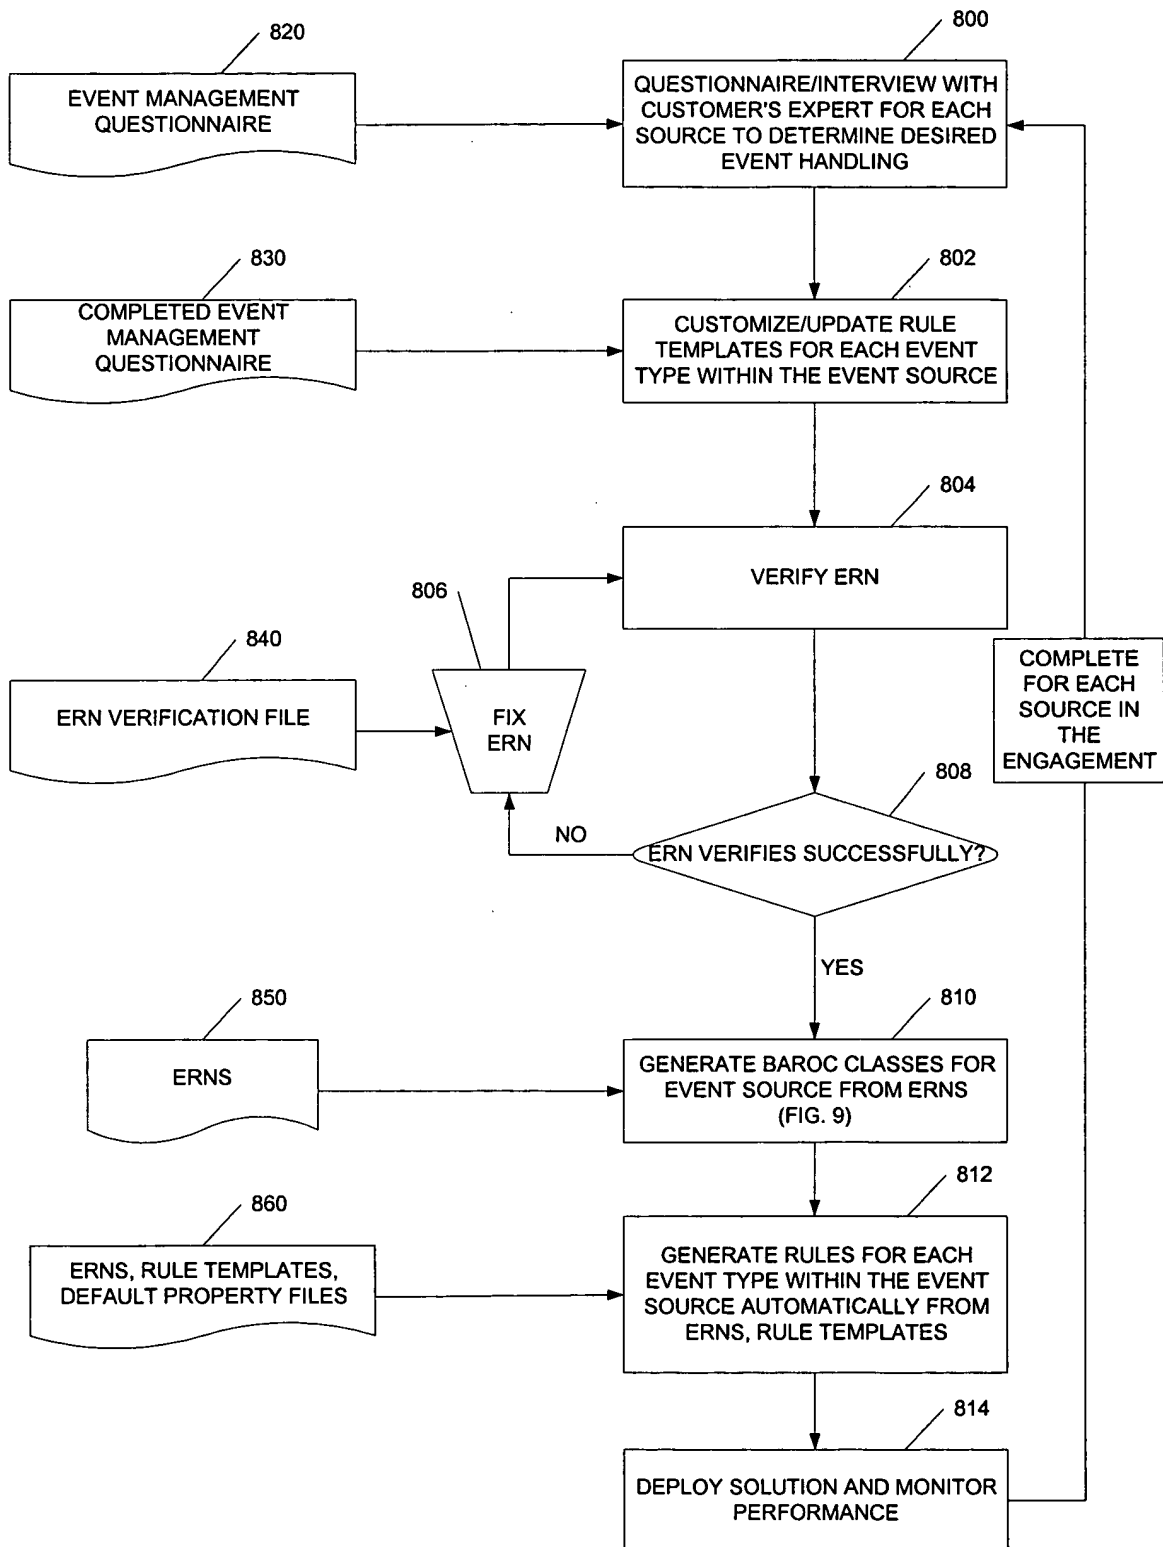 820
800
EVENT MANAGEMENT
QUESTIONNAIRE
QUESTIONNAIRE/INTERVIEW WITH
CUSTOMER'S EXPERT FOR EACH
SOURCE TO DETERMINE DESIRED
EVENT HANDLING
830
802
COMPLETED EVENT
MANAGEMENT
QUESTIONNAIRE
CUSTOMIZE/UPDATE RULE
TEMPLATES FOR EACH EVENT
TYPE WITHIN THE EVENT SOURCE
804
VERIFY ERN
806
840
ERN VERIFICATION FILE
FIX
ERN
COMPLETE
FOR EACH
SOURCE IN
THE
ENGAGEMENT
808
NO
ERN VERIFIES SUCCESSFULLY?
YES
850
810
ERNS
GENERATE BAROC CLASSES FOR
EVENT SOURCE FROM ERNS
(FIG. 9)
860
812
ERNS, RULE TEMPLATES,
DEFAULT PROPERTY FILES
GENERATE RULES FOR EACH
EVENT TYPE WITHIN THE EVENT
SOURCE AUTOMATICALLY FROM
ERNS, RULE TEMPLATES
814
DEPLOY SOLUTION AND MONITOR
PERFORMANCE